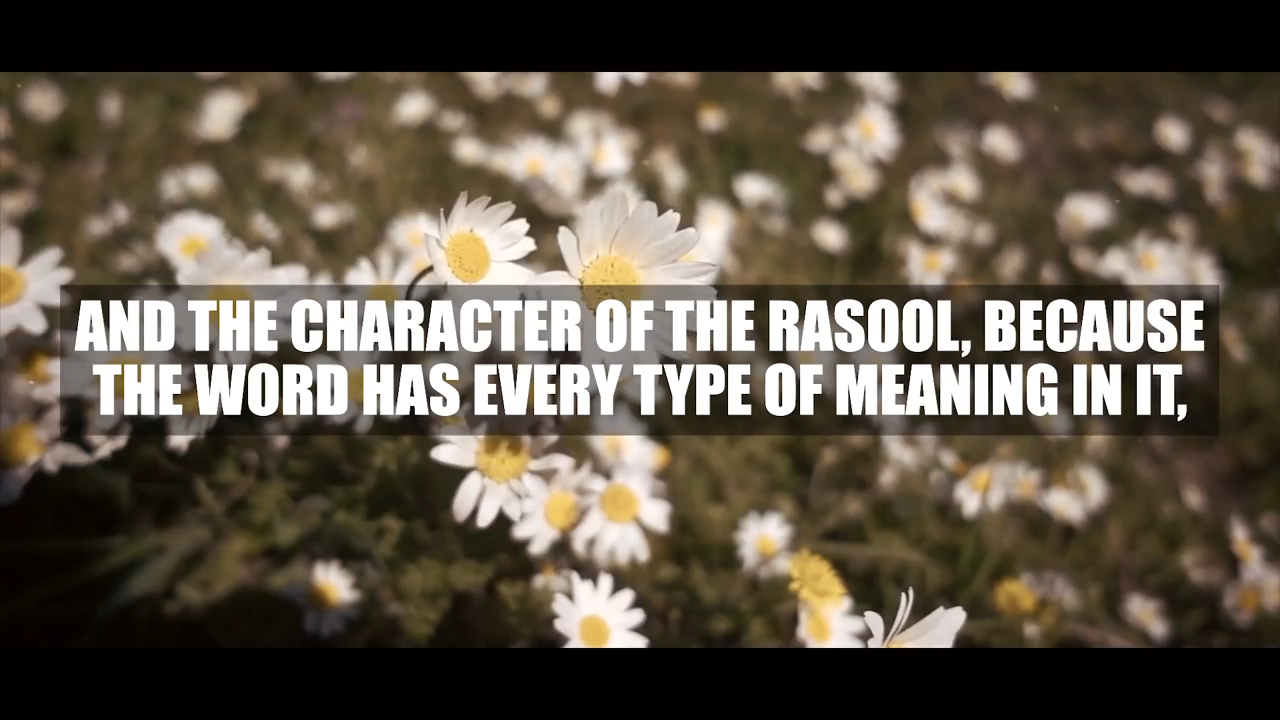 AND THE CHARACTER OF THE RASOOL, BECAUSE
THE WORD HAS EVERY TYPE OF MEANING IN IT,